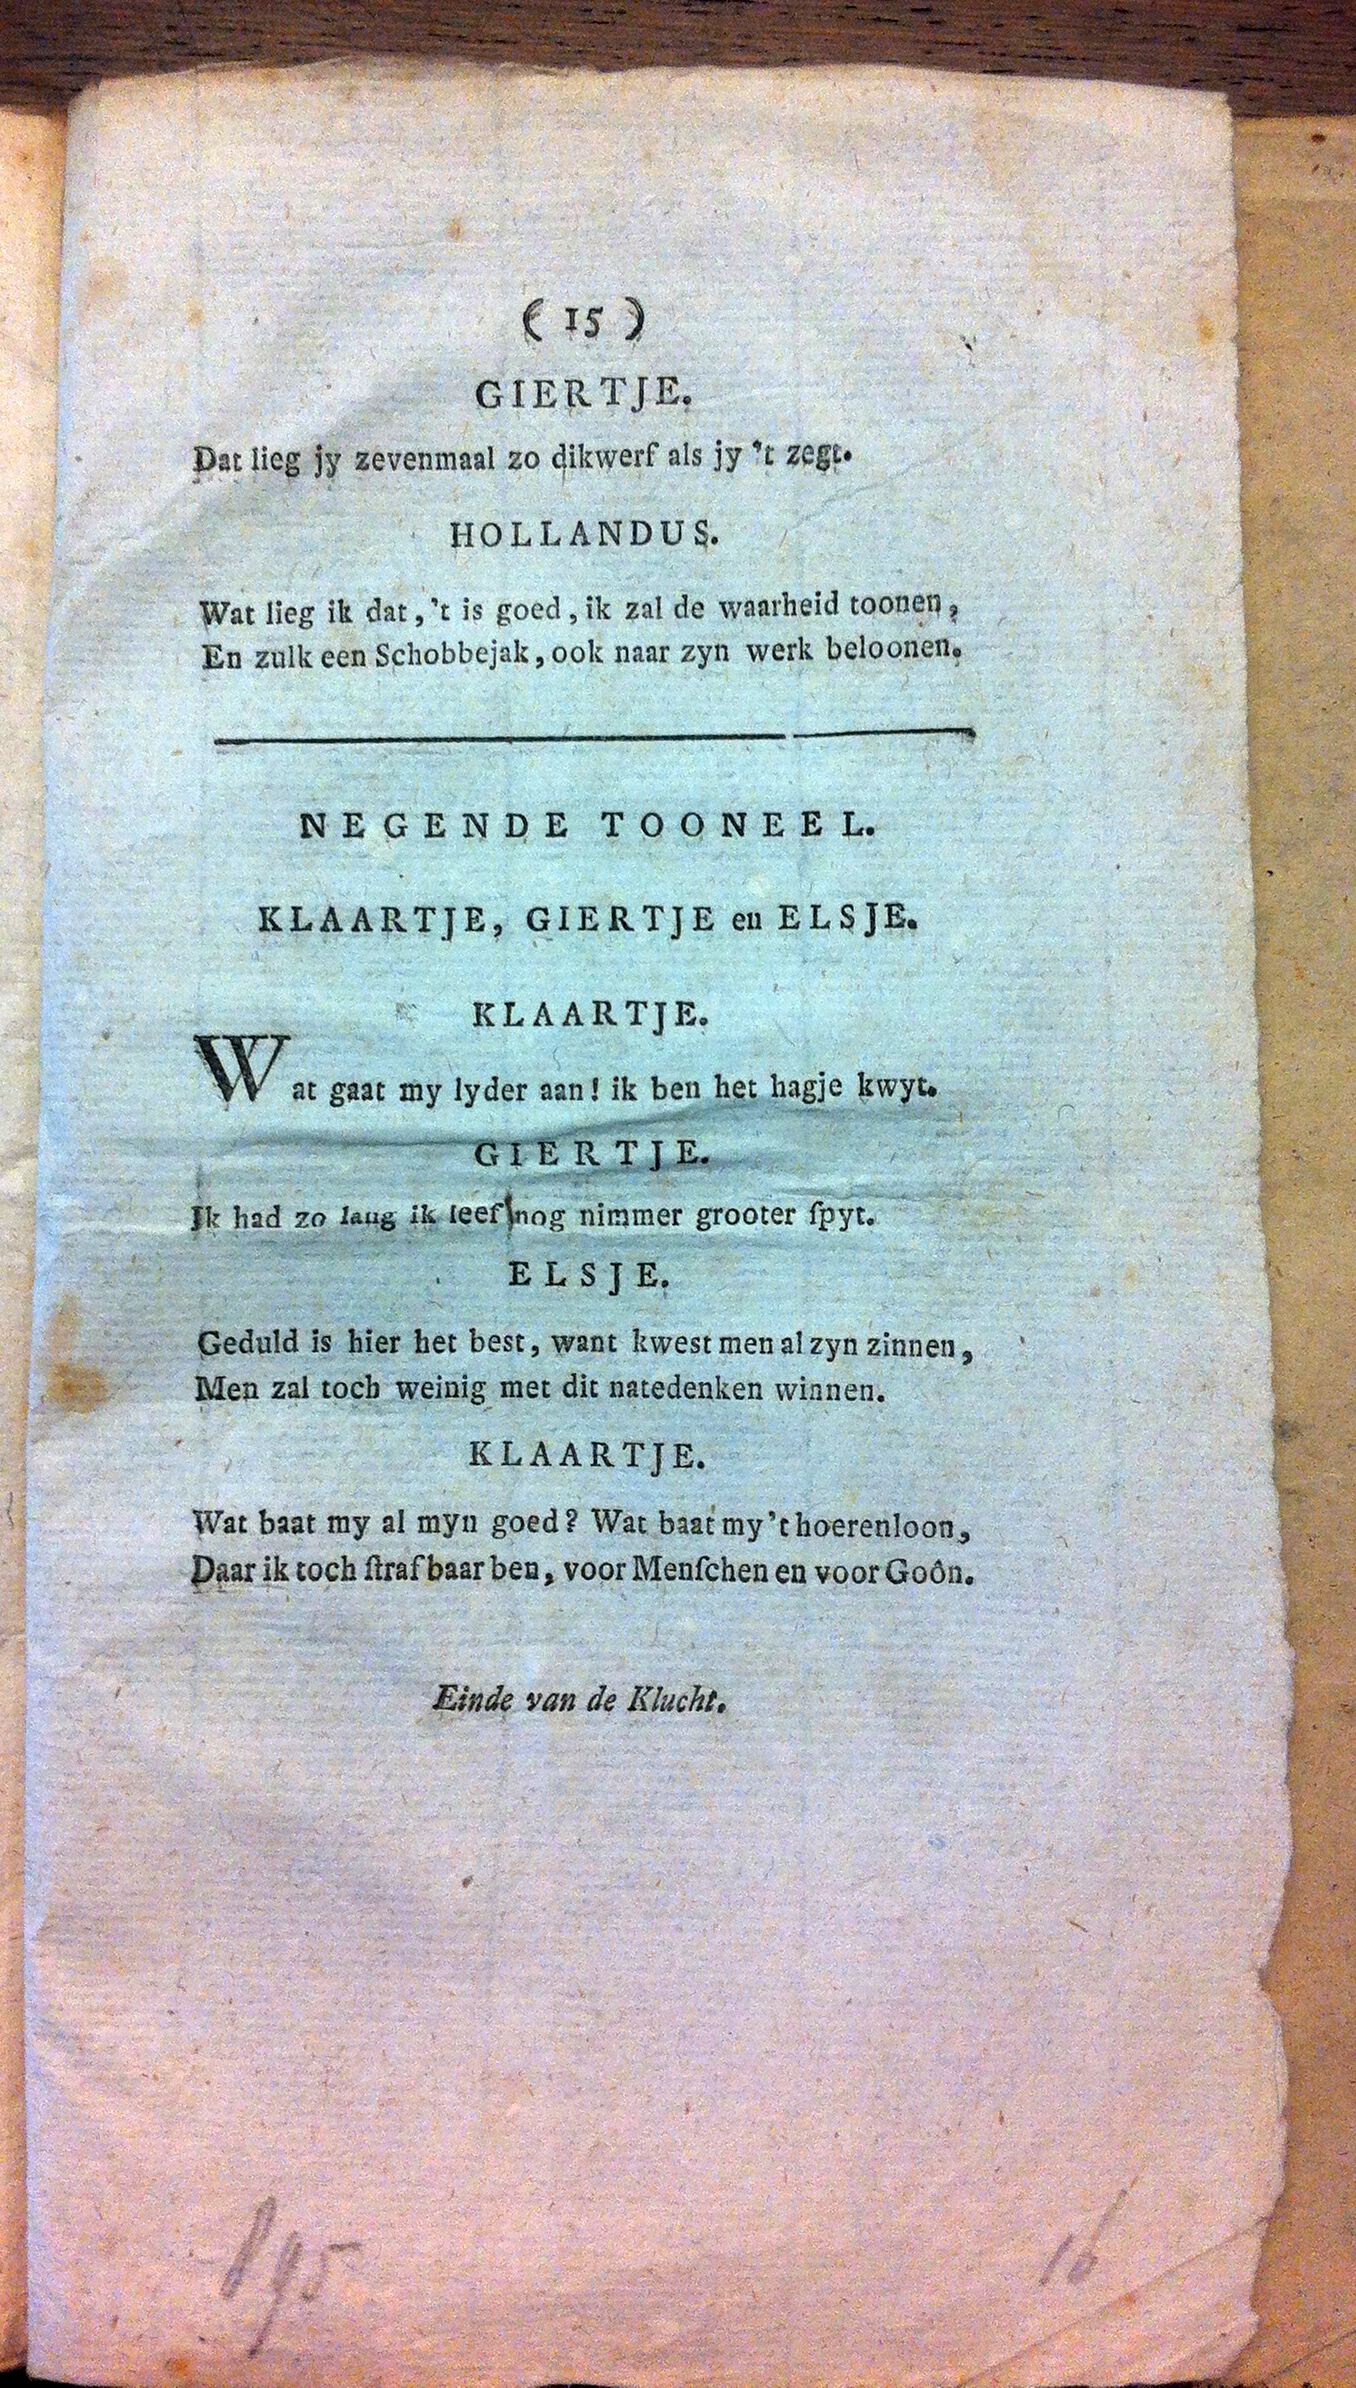 ( 15 )
GIERTJE.
Dat lieg jy zevenmaal zo dikwerf als jy 't zegt.
HOLLANDUS.
Wat lieg ik dat, 't is goed, ik zal de waarheid toonen,
En zulk een Schobbejak, ook naar zyn werk beloonen.
NEGENDE TOONEEL.
KLAARTJE, GIERTJE en ELSJE.
KLAARTJE.
Wat gaat my lyder aan! ik ben het hagje kwyt.
GIERTJE.
Ik had zo lang ik leef nog nimmer grooter ſpyt.
ELSJE.
Geduld is hier het best, want kwest men al zyn zinnen,
Men zal toch weinig met dit natedenken winnen.
KLAARTJE.
Wat baat my al myn goed? Wat baat my 't hoerenloon,
Daar ik toch ſtrafbaar ben, voor Menſchen en voor Goôn.
Einde van de Klucht.
895
16